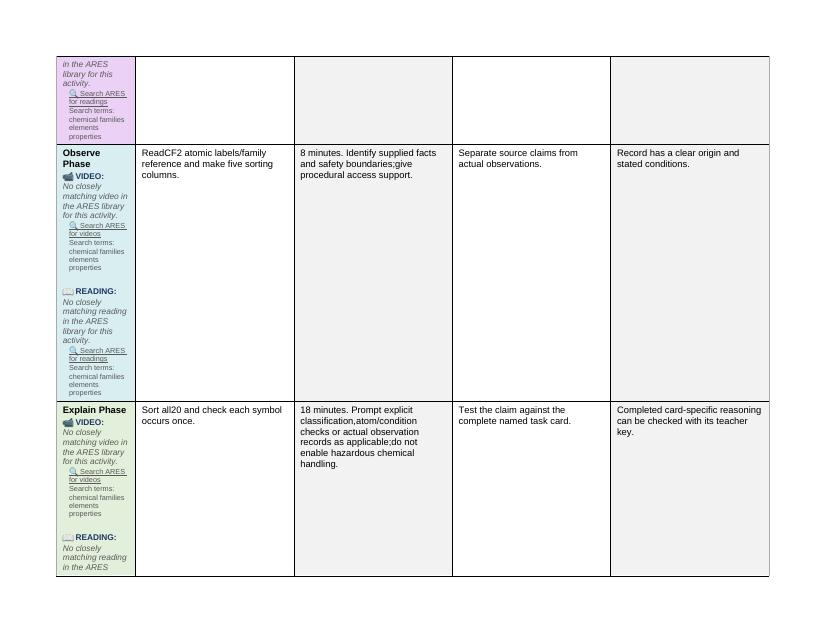 in the ARES
library for this
activity.
🔍 Search ARES
for readings
Search terms:
chemical families
elements
properties
Observe
Phase
📹 VIDEO:
No closely
matching video in
the ARES library
for this activity.
🔍 Search ARES
for videos
Search terms:
chemical families
elements
properties
📖 READING:
No closely
matching reading
in the ARES
library for this
activity.
🔍 Search ARES
for readings
Search terms:
chemical families
elements
properties
ReadCF2 atomic labels/family
reference and make five sorting
columns.
8 minutes. Identify supplied facts
and safety boundaries;give
procedural access support.
Separate source claims from
actual observations.
Record has a clear origin and
stated conditions.
Explain Phase
📹 VIDEO:
No closely
matching video in
the ARES library
for this activity.
🔍 Search ARES
for videos
Search terms:
chemical families
elements
properties
📖 READING:
No closely
matching reading
in the ARES
Sort all20 and check each symbol
occurs once.
18 minutes. Prompt explicit
classification,atom/condition
checks or actual observation
records as applicable;do not
enable hazardous chemical
handling.
Test the claim against the
complete named task card.
Completed card-specific reasoning
can be checked with its teacher
key.